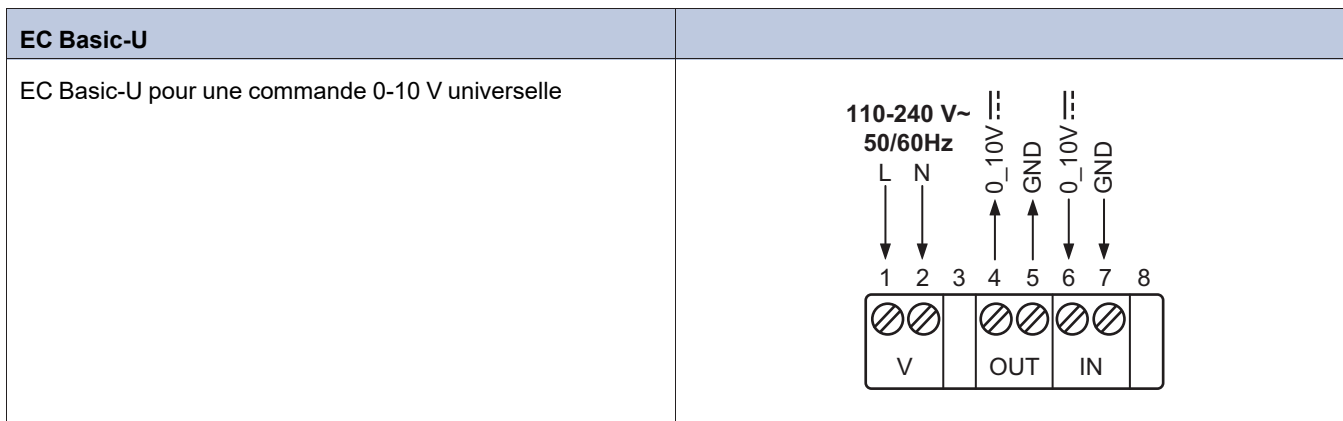 EC Basic-U
EC Basic-U pour une commande 0-10 V universelle
110-240 V~
50/60Hz
L N
0_10V
GND
0_10V
GND
1 2 3 4 5 6 7 8
V OUT IN